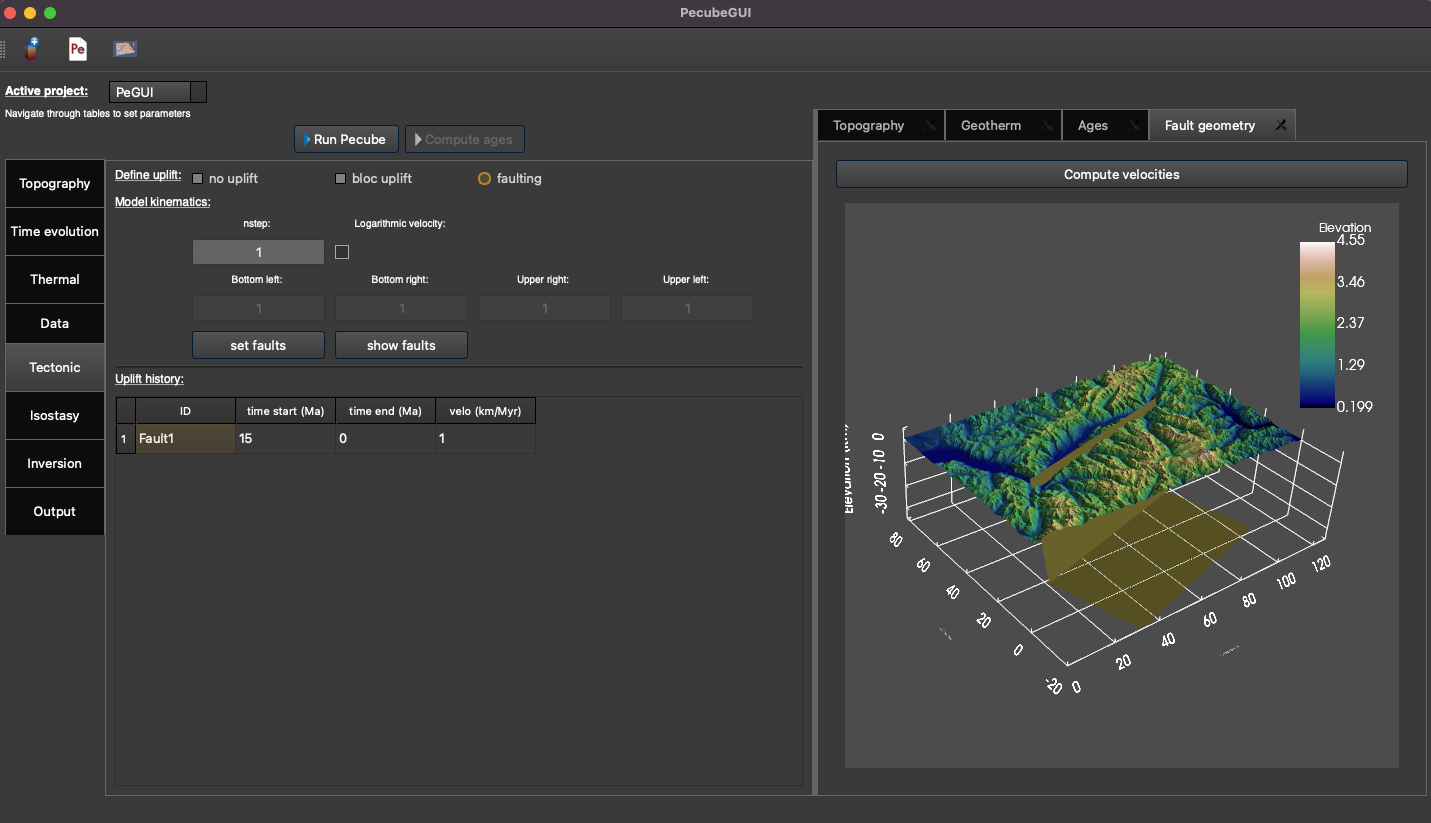 PecubeGUI
Pe
Active project: PeGUI
Navigate through tables to set parameters
Run Pecube Compute ages
Topography
Time evolution
Thermal
Data
Tectonic
Isostasy
Inversion
Output
Define uplift: no uplift bloc uplift faulting
Model kinematics:
nstep: Logarithmic velocity:
1
Bottom left: Bottom right: Upper right: Upper left:
1 1 1 1
set faults show faults
Uplift history:
ID time start (Ma) time end (Ma) velo (km/Myr)
1 Fault1 15 0 1
Topography Geotherm Ages Fault geometry
Compute velocities
Elevation
4.55
3.46
2.37
1.29
0.199
0
-10
-20
-30
80
60
40
20
0
-20
0
20
40
60
80
100
120